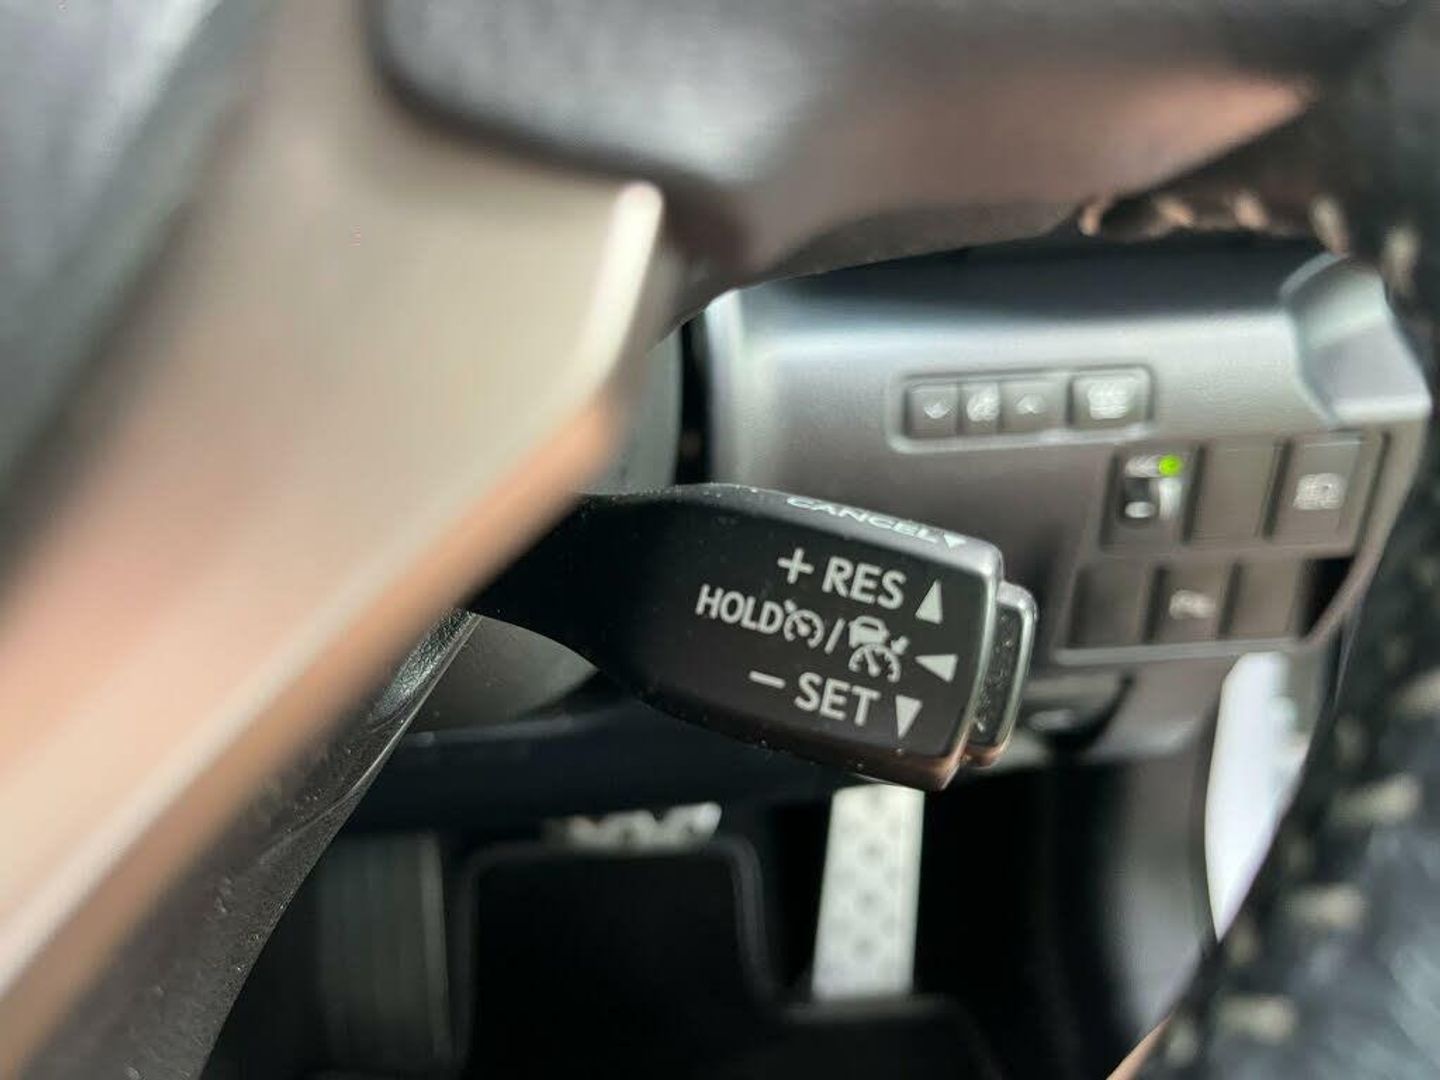 CANCEL
+ RES
HOLD /
− SET